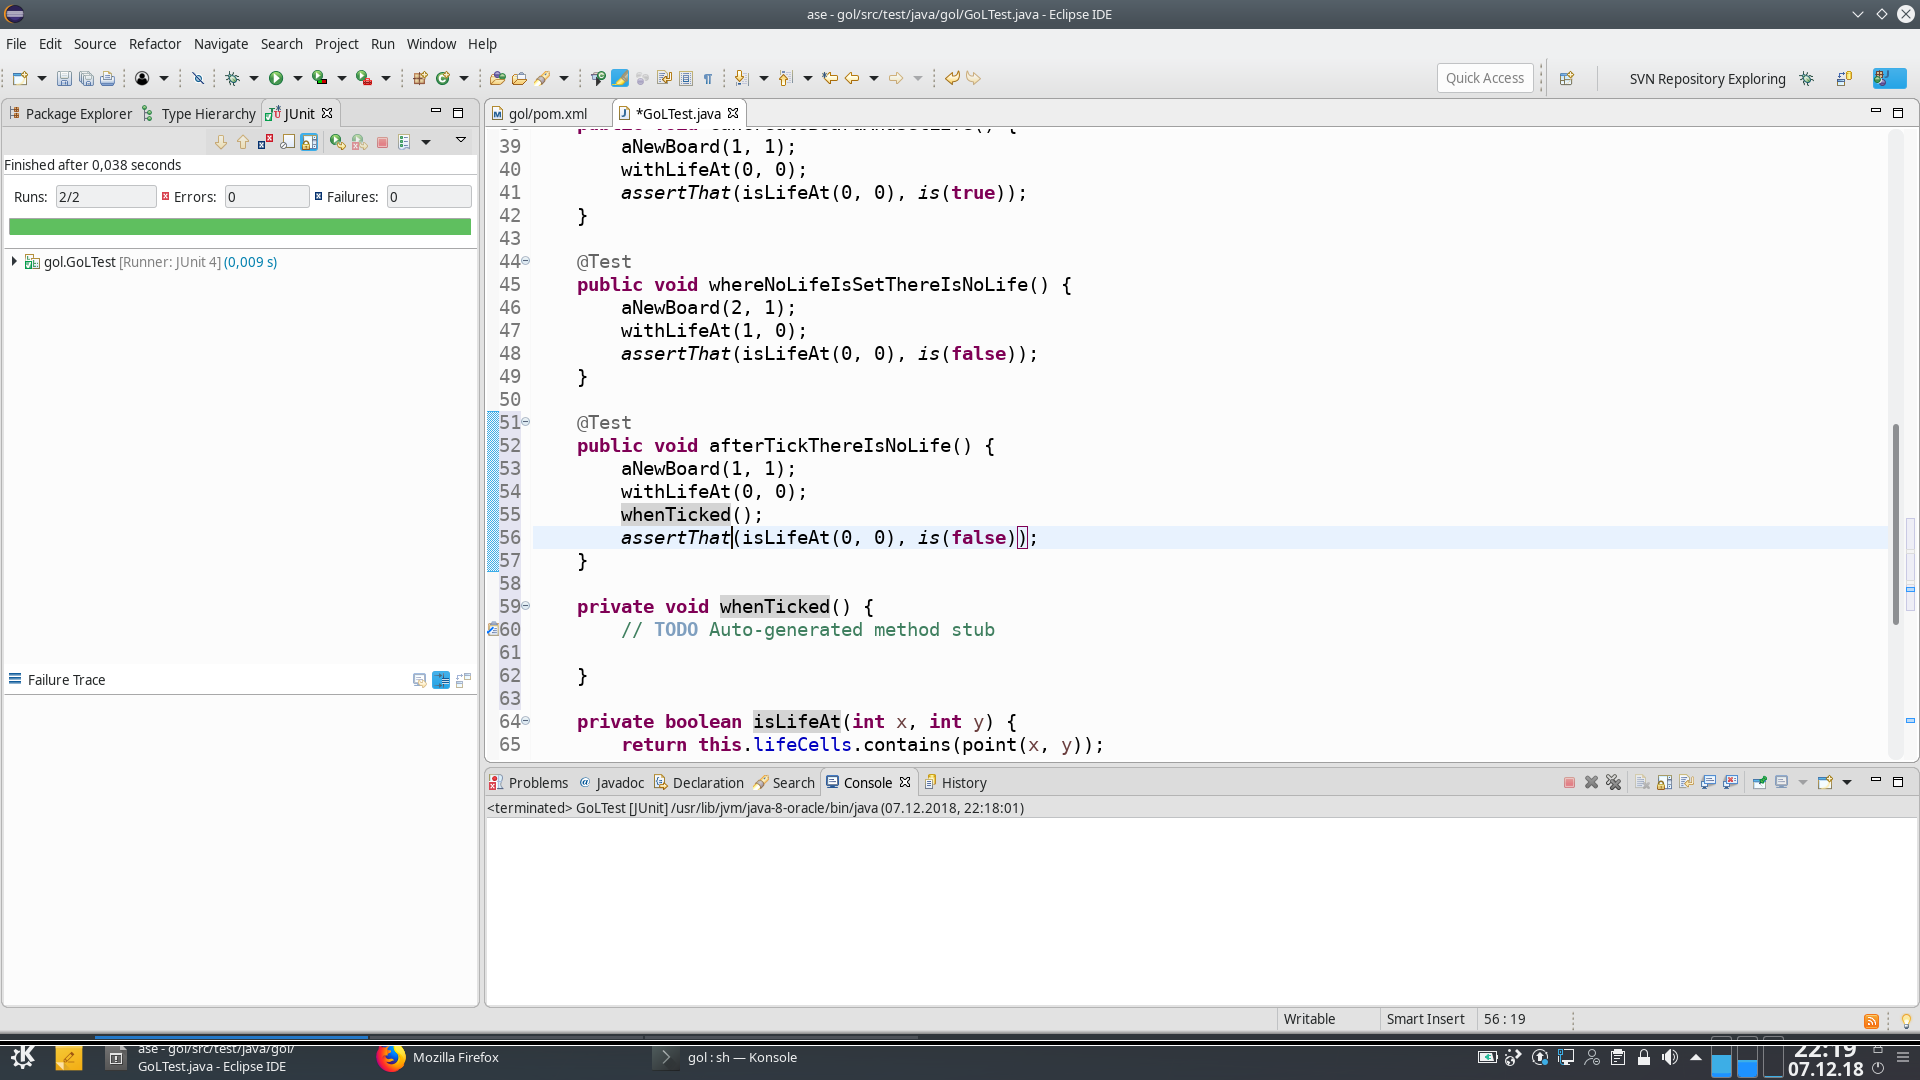 ase - gol/src/test/java/gol/GoLTest.java - Eclipse IDE
File Edit Source Refactor Navigate Search Project Run Window Help
Quick Access
SVN Repository Exploring
Package Explorer Type Hierarchy JUnit
Finished after 0,038 seconds
Runs: 2/2 Errors: 0 Failures: 0
gol.GoLTest [Runner: JUnit 4] (0,009 s)
Failure Trace
gol/pom.xml *GoLTest.java
39 aNewBoard(1, 1);
40 withLifeAt(0, 0);
41 assertThat(isLifeAt(0, 0), is(true));
42 }
43
44 @Test
45 public void whereNoLifeIsSetThereIsNoLife() {
46 aNewBoard(2, 1);
47 withLifeAt(1, 0);
48 assertThat(isLifeAt(0, 0), is(false));
49 }
50
51 @Test
52 public void afterTickThereIsNoLife() {
53 aNewBoard(1, 1);
54 withLifeAt(0, 0);
55 whenTicked();
56 assertThat(isLifeAt(0, 0), is(false));
57 }
58
59 private void whenTicked() {
60 // TODO Auto-generated method stub
61
62 }
63
64 private boolean isLifeAt(int x, int y) {
65 return this.lifeCells.contains(point(x, y));
Problems Javadoc Declaration Search Console History
<terminated> GoLTest [JUnit] /usr/lib/jvm/java-8-oracle/bin/java (07.12.2018, 22:18:01)
Writable Smart Insert 56 : 19
ase - gol/src/test/java/gol/
GoLTest.java - Eclipse IDE
Mozilla Firefox
gol : sh — Konsole
22:19
07.12.18